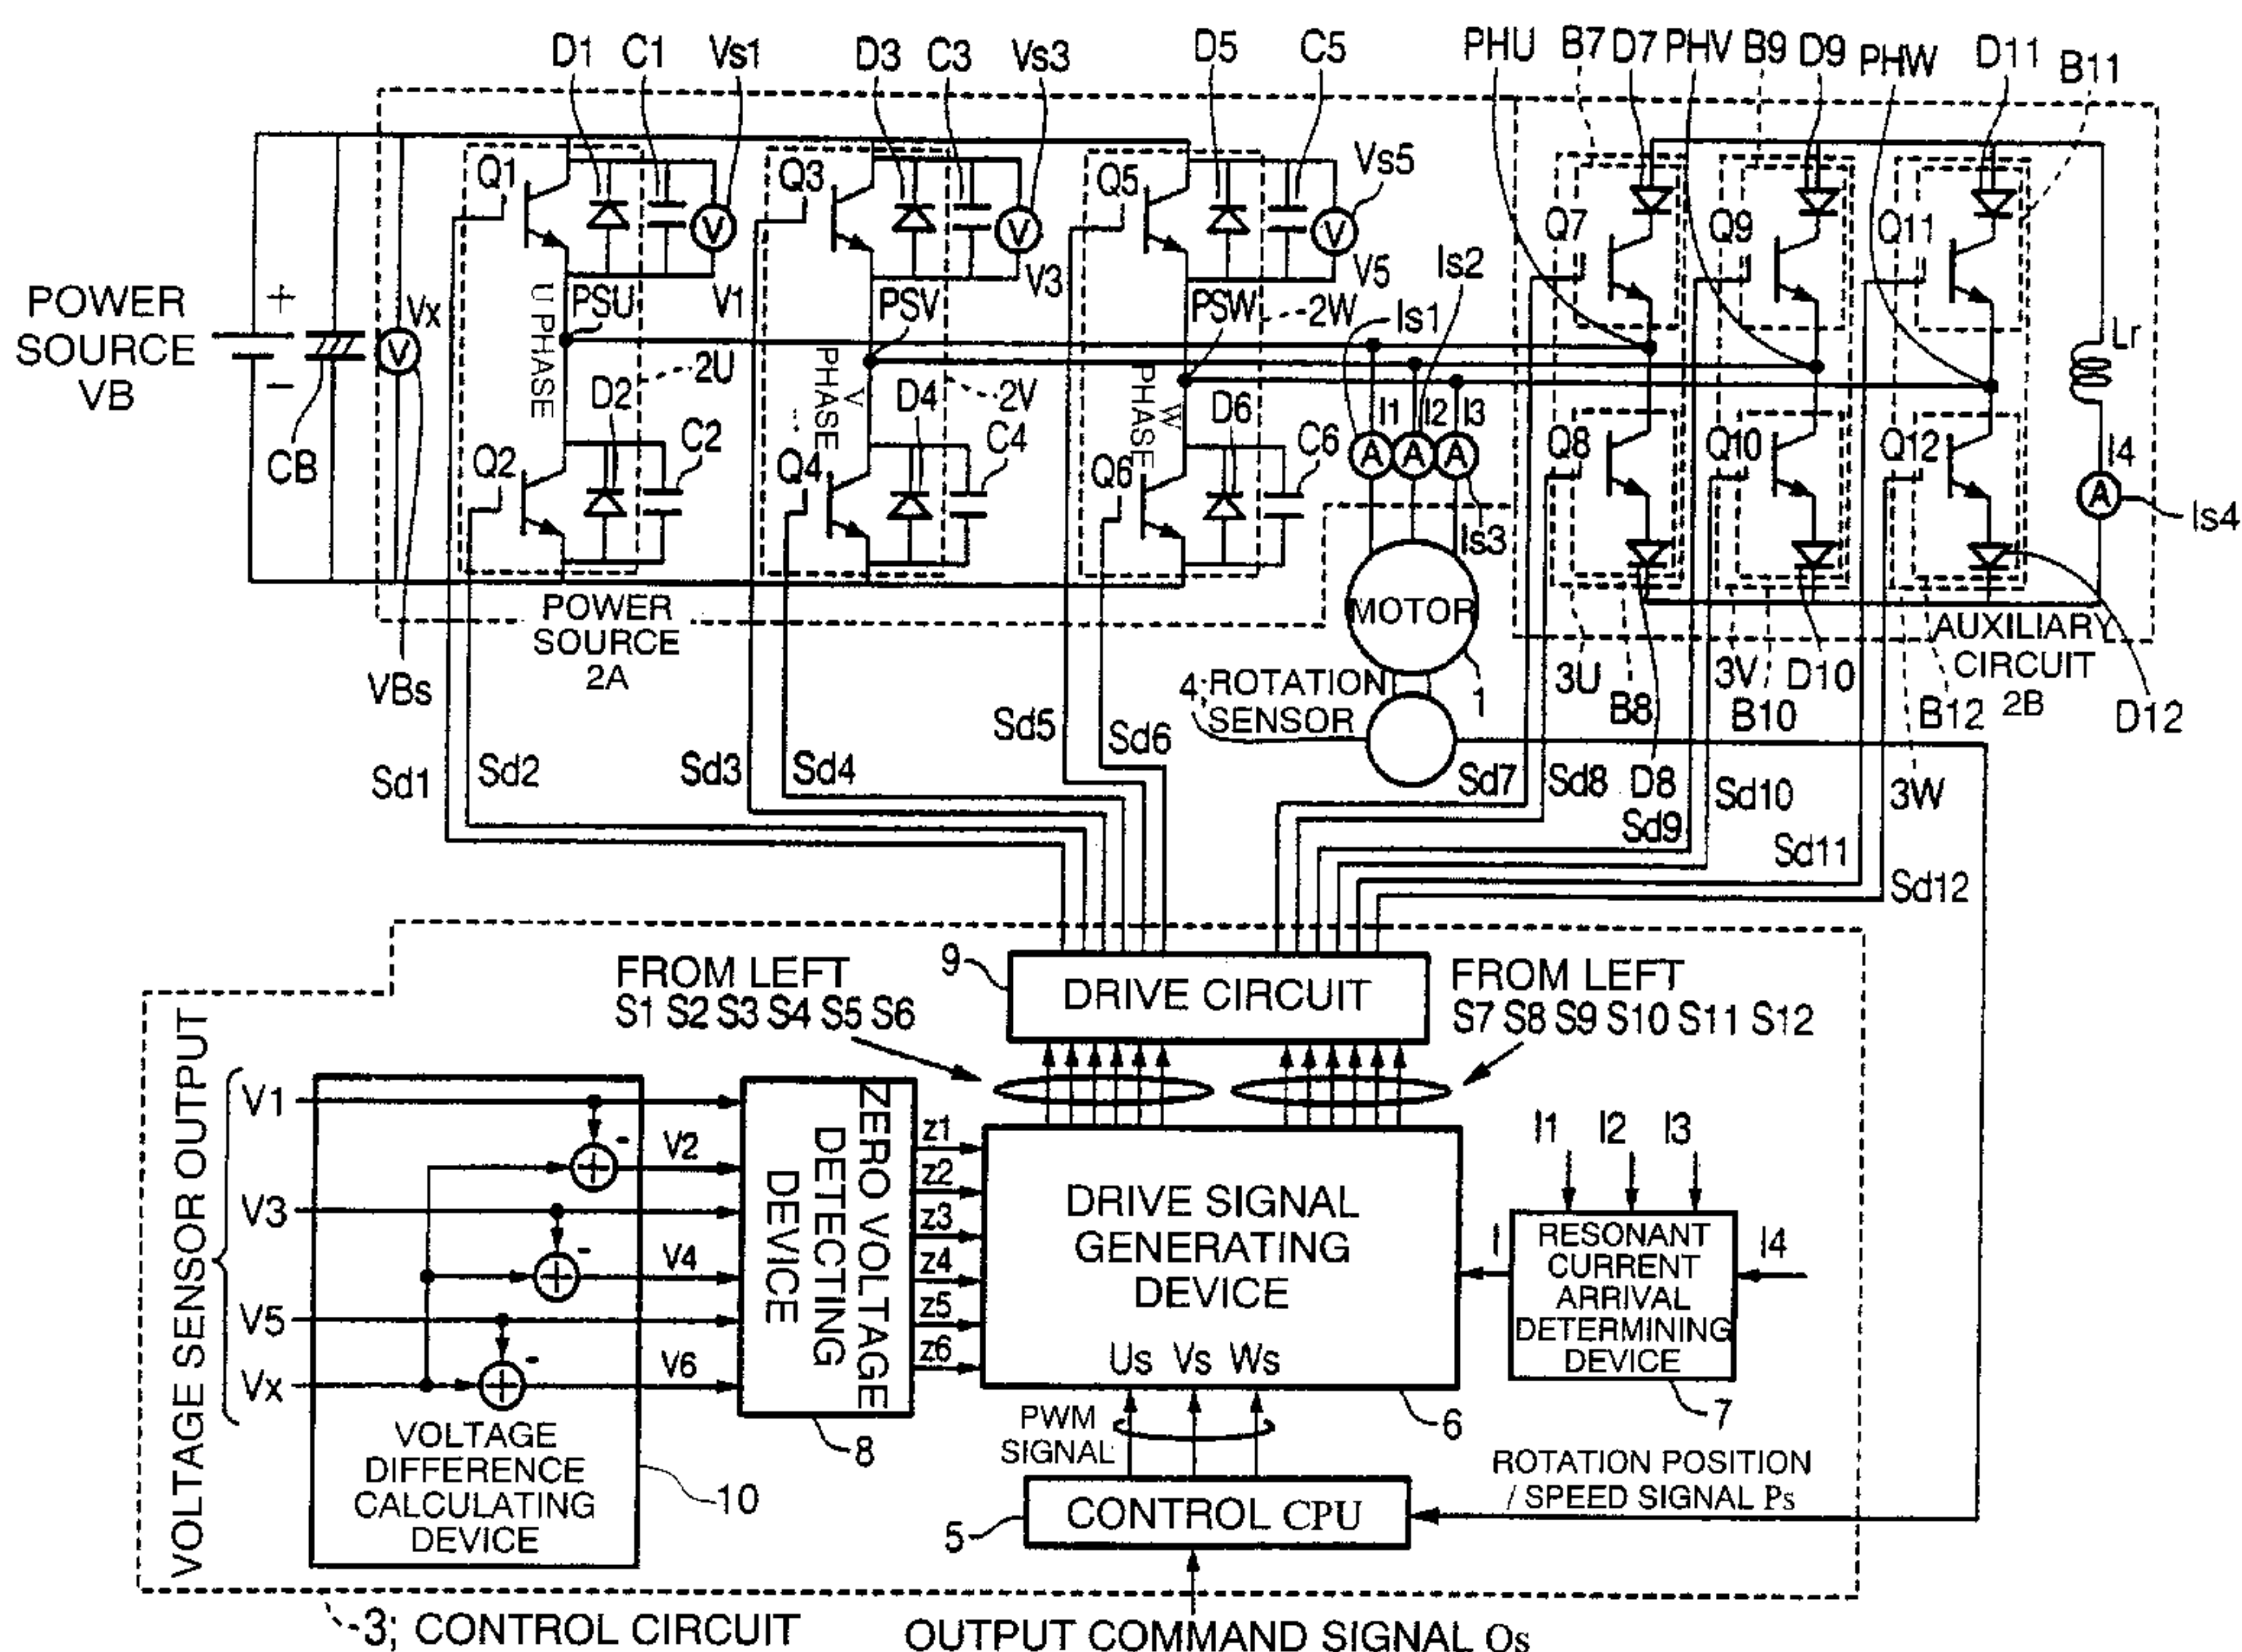 D1 C1 Vs1 D3 C3 Vs3 D5 C5 PHU B7 D7 PHV B9 D9 PHW D11 B11
Q1 Q3 Q5 Vs5
Q7 Q9 Q11
POWER
SOURCE
VB
+
−
Vx
V
V
V
V
U PHASE
PSU
V1
V PHASE
PSV
V3
W PHASE
PSW
V5
2W
Is2
Is1
Lr
2U
2V
D2
C2
D4
C4
D6
C6
CB
Q2
Q4
Q6
I1 I2 I3
A A A
Q8
Q10
Q12
I4
A
Is4
Is3
MOTOR
1
POWER
SOURCE
2A
VBs
4;ROTATION
SENSOR
3U
B8
3V
D10
B10
AUXILIARY
CIRCUIT
2B
B12
D12
Sd1
Sd2
Sd3
Sd4
Sd5
Sd6
Sd7
Sd8
D8
Sd9
Sd10
3W
Sd11
Sd12
FROM LEFT
S1 S2 S3 S4 S5 S6
9
DRIVE CIRCUIT
FROM LEFT
S7 S8 S9 S10 S11 S12
VOLTAGE SENSOR OUTPUT
V1
V3
V5
Vx
-
-
-
V2
V4
V6
VOLTAGE
DIFFERENCE
CALCULATING
DEVICE
10
ZERO VOLTAGE
DETECTING
DEVICE
8
z1
z2
z3
z4
z5
z6
DRIVE SIGNAL
GENERATING
DEVICE
Us Vs Ws
6
I1 I2 I3
I
RESONANT
CURRENT
ARRIVAL
DETERMINING
DEVICE
I4
7
PWM
SIGNAL
5
CONTROL CPU
ROTATION POSITION
/ SPEED SIGNAL Ps
3; CONTROL CIRCUIT
OUTPUT COMMAND SIGNAL Os